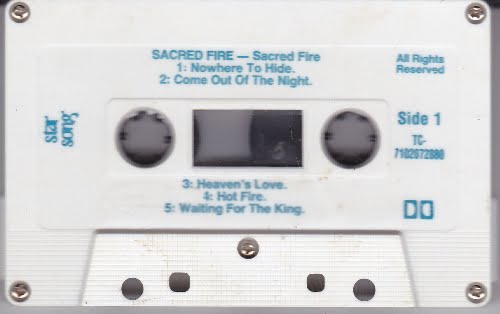 SACRED FIRE — Sacred Fire
1: Nowhere To Hide.
2: Come Out Of The Night.
All Rights
Reserved
star
song
Side 1
TC-
7102072880
3: Heaven's Love.
4: Hot Fire.
5: Waiting For The King.